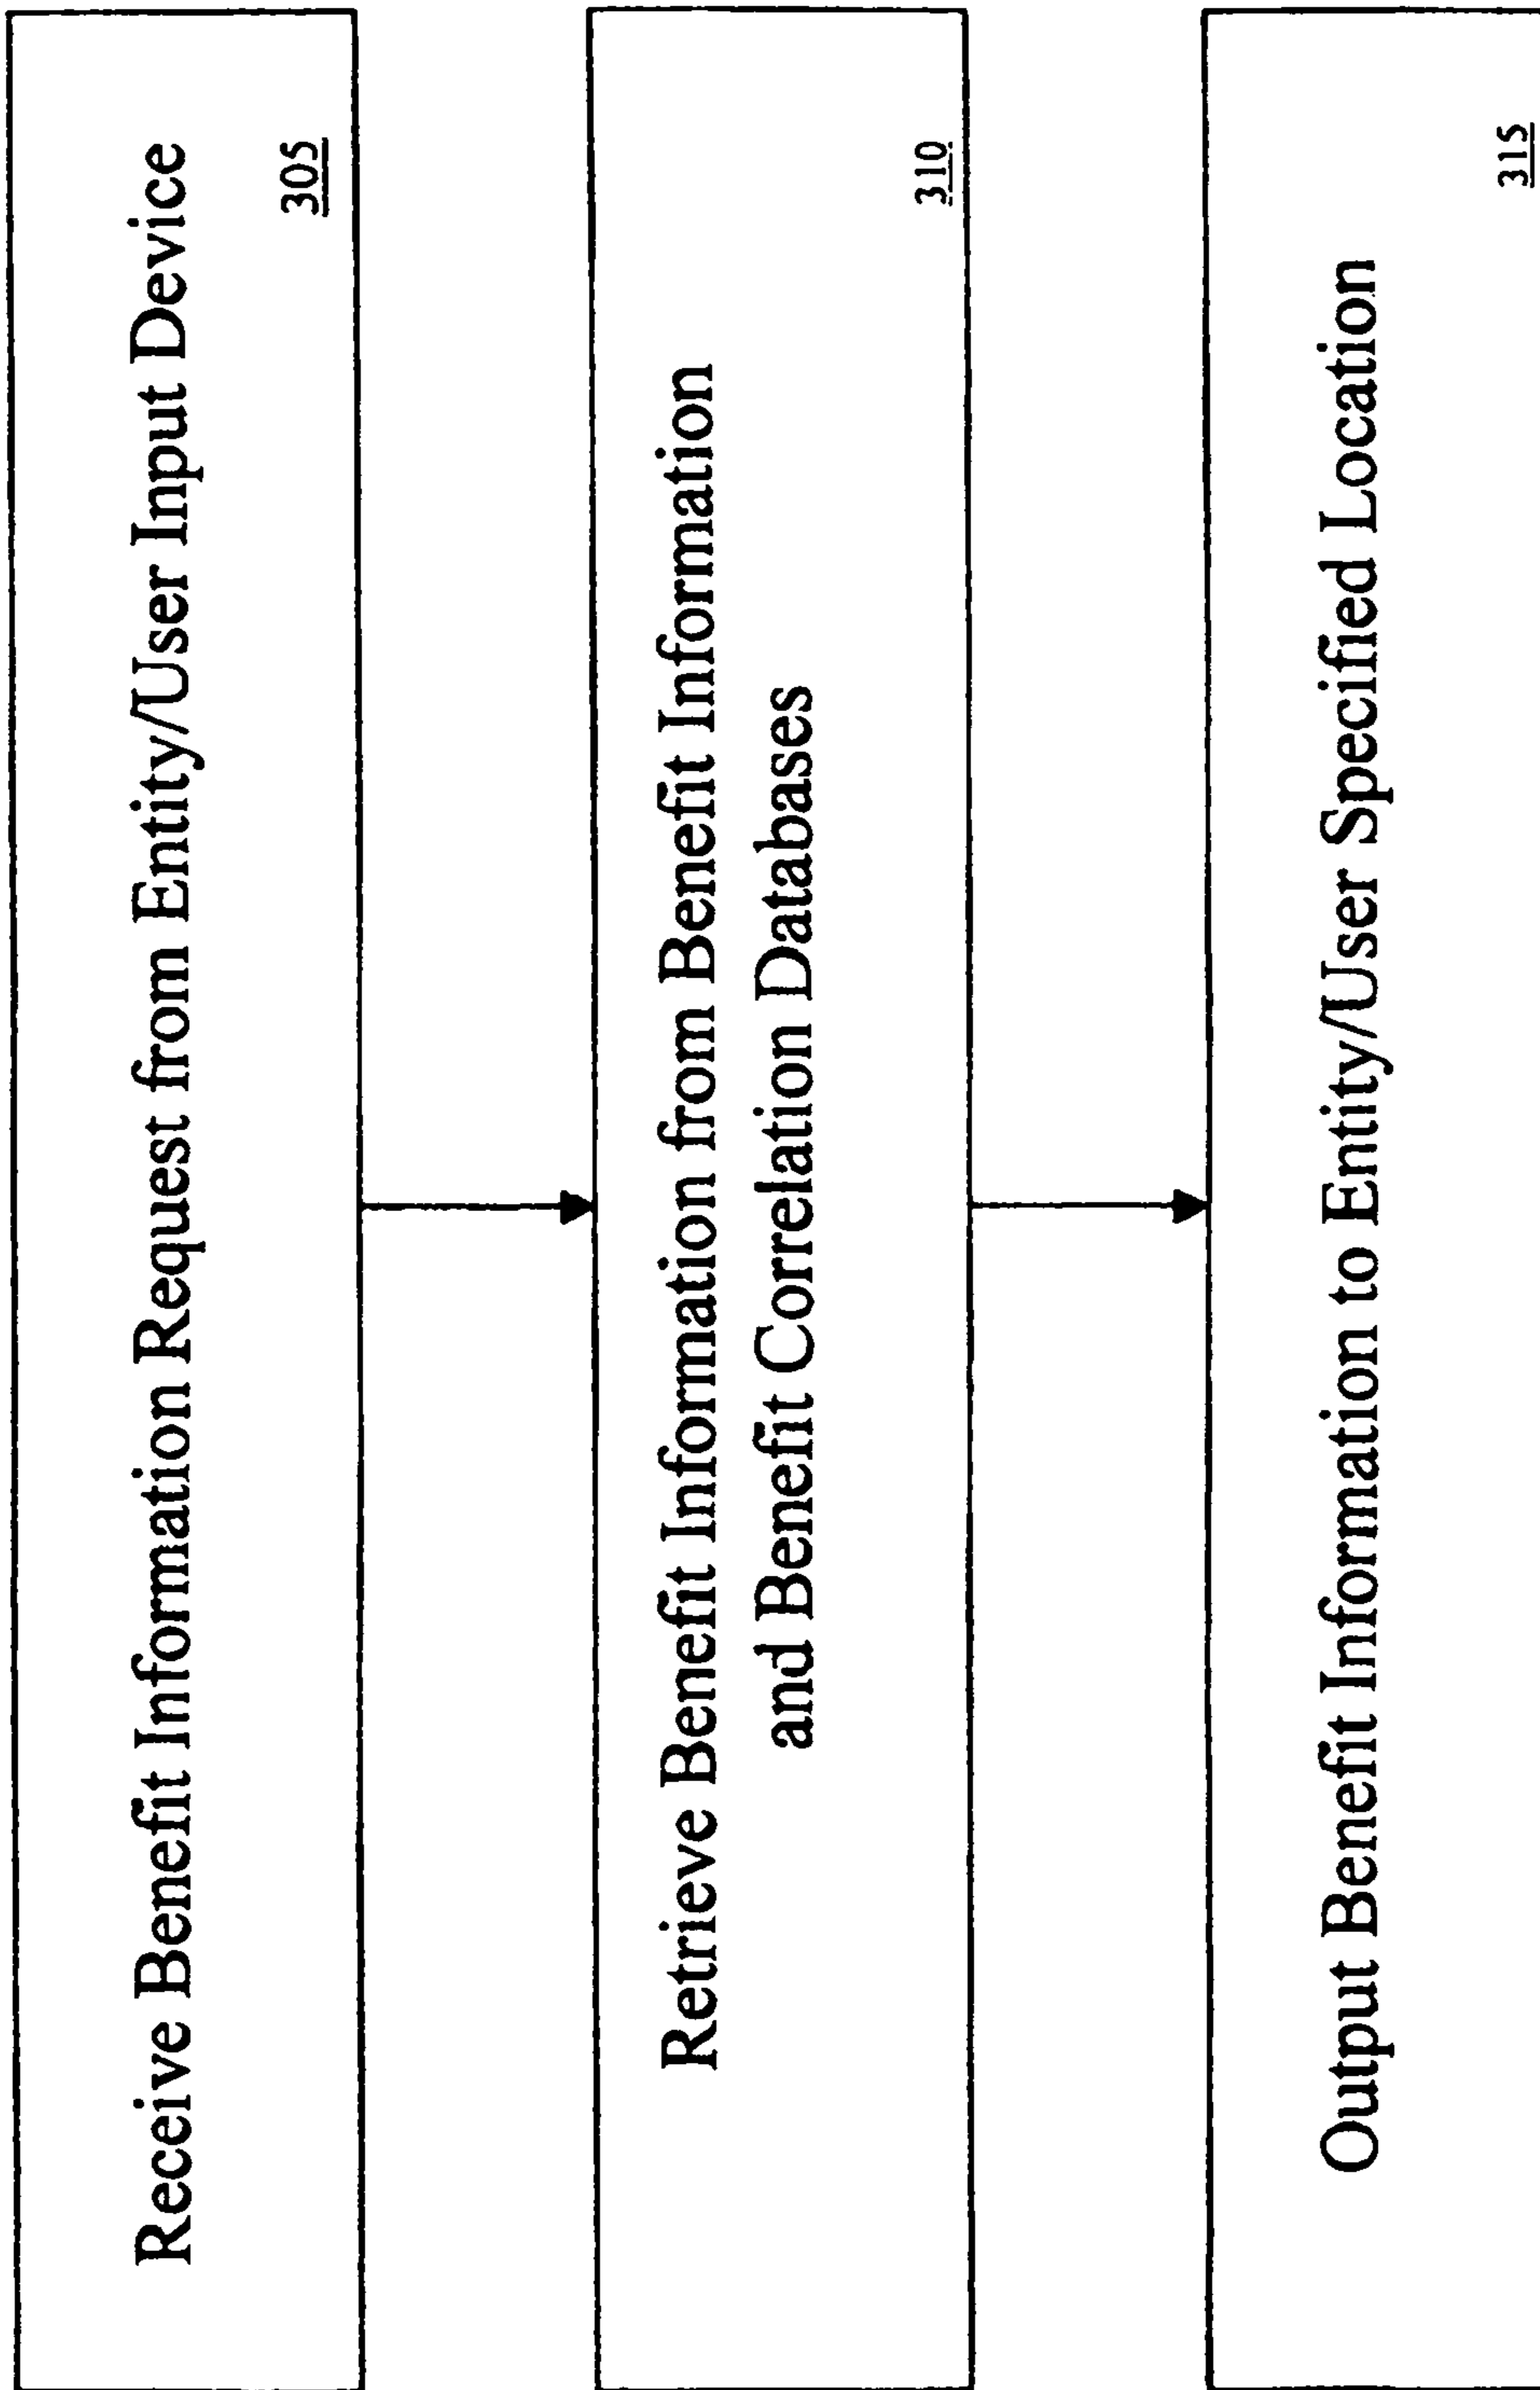 Receive Benefit Information Request from Entity/User Input Device
305
Retrieve Benefit Information from Benefit Information
and Benefit Correlation Databases
310
Output Benefit Information to Entity/User Specified Location
315